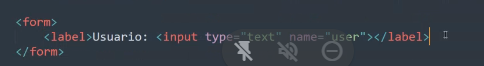 <form>
<label>Usuario: <input type="text" name="user"></label>
</form>